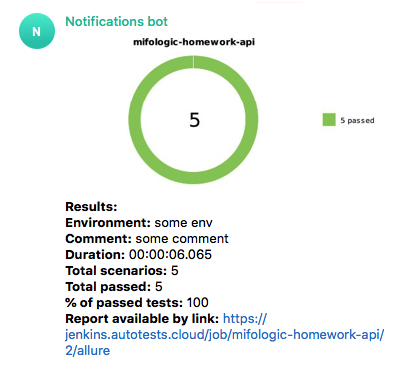 N
Notifications bot
mifologic-homework-api
5
5 passed
Results:
Environment: some env
Comment: some comment
Duration: 00:00:06.065
Total scenarios: 5
Total passed: 5
% of passed tests: 100
Report available by link: https://
jenkins.autotests.cloud/job/mifologic-homework-api/
2/allure